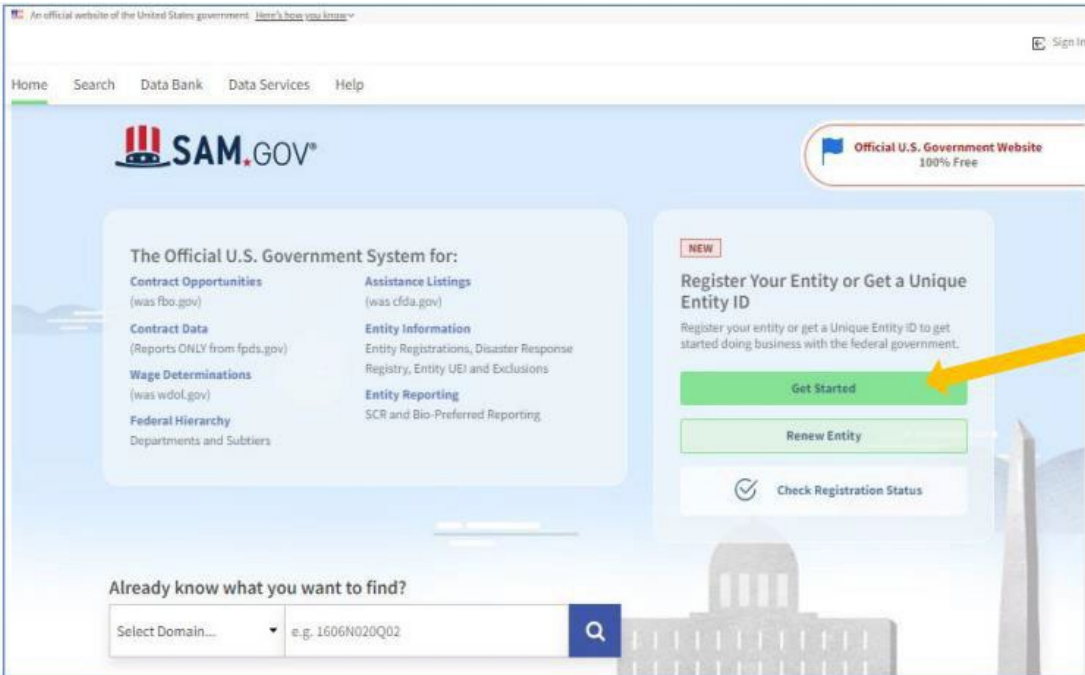 An official website of the United States government Here's how you know
Sign In
Home Search Data Bank Data Services Help
SAM.GOV®
Official U.S. Government Website
100% Free
The Official U.S. Government System for:
Contract Opportunities
(was fbo.gov)
Contract Data
(Reports ONLY from fpds.gov)
Wage Determinations
(was wdol.gov)
Federal Hierarchy
Departments and Subtiers
Assistance Listings
(was cfda.gov)
Entity Information
Entity Registrations, Disaster Response
Registry, Entity UEI and Exclusions
Entity Reporting
SCR and Bio-Preferred Reporting
NEW
Register Your Entity or Get a Unique
Entity ID
Register your entity or get a Unique Entity ID to get
started doing business with the federal government.
Get Started
Renew Entity
Check Registration Status
Already know what you want to find?
Select Domain... e.g. 1606N020Q02